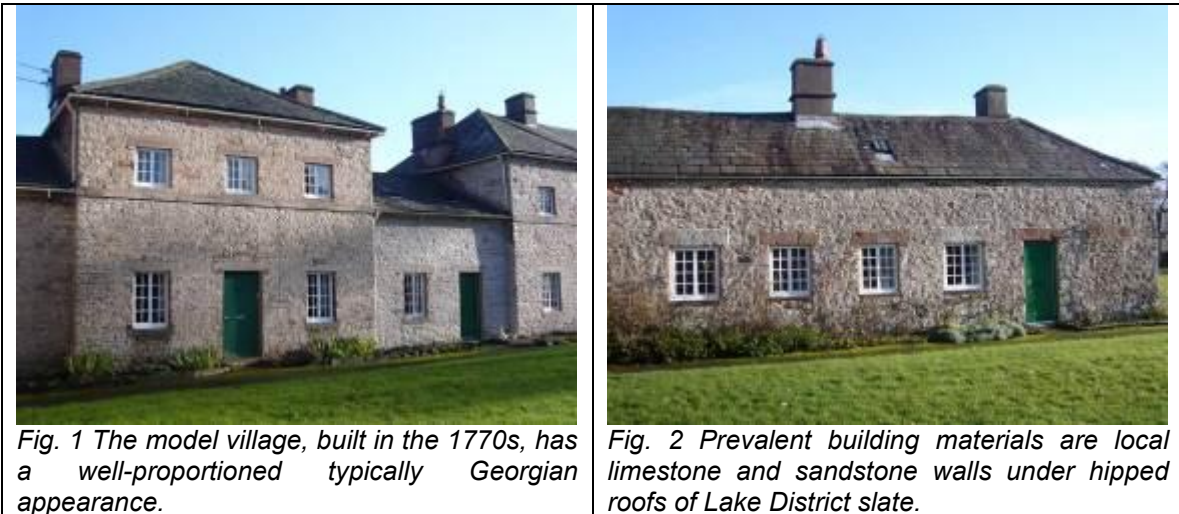 Fig. 1 The model village, built in the 1770s, has
a well-proportioned typically Georgian
appearance.
Fig. 2 Prevalent building materials are local
limestone and sandstone walls under hipped
roofs of Lake District slate.